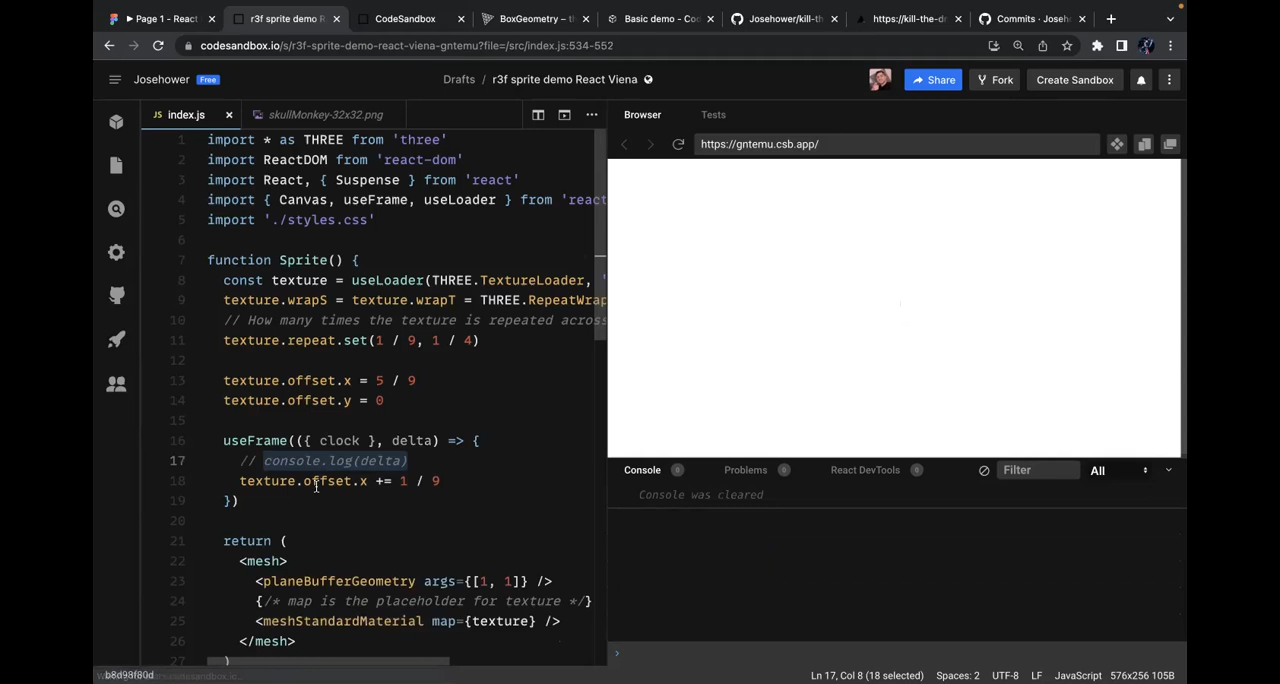 Page 1 - React
r3f sprite demo R
CodeSandbox
BoxGeometry – th
Basic demo - Co
Josehower/kill-th
https://kill-the-dr
Commits · Joseh
codesandbox.io/s/r3f-sprite-demo-react-viena-gntemu?file=/src/index.js:534-552
Josehower Free
Drafts / r3f sprite demo React Viena
Share
Fork
Create Sandbox
JS index.js
skullMonkey-32x32.png
Browser
Tests
https://gntemu.csb.app/
1 import * as THREE from 'three'
2 import ReactDOM from 'react-dom'
3 import React, { Suspense } from 'react'
4 import { Canvas, useFrame, useLoader } from 'reac
5 import './styles.css'
6
7 function Sprite() {
8 const texture = useLoader(THREE.TextureLoader, '
9 texture.wrapS = texture.wrapT = THREE.RepeatWrap
10 // How many times the texture is repeated across
11 texture.repeat.set(1 / 9, 1 / 4)
12
13 texture.offset.x = 5 / 9
14 texture.offset.y = 0
15
16 useFrame(({ clock }, delta) => {
17 // console.log(delta)
18 texture.offset.x += 1 / 9
19 })
20
21 return (
22 <mesh>
23 <planeBufferGeometry args={[1, 1]} />
24 {/* map is the placeholder for texture */}
25 <meshStandardMaterial map={texture} />
26 </mesh>
27 )
Console 0
Problems 0
React DevTools 0
Filter
All
Console was cleared
b8d98f60d
Ln 17, Col 8 (18 selected)
Spaces: 2
UTF-8
LF
JavaScript
576x256 105B